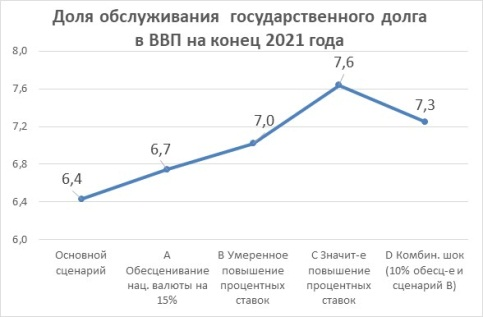 Доля обслуживания государственного долга
в ВВП на конец 2021 года
8,0
7,6
7,2
6,8
6,4
6,0
6,4
6,7
7,0
7,6
7,3
Основной
сценарий
A
Обесценивание
нац. валюты на
15%
B Умеренное
повышение
процентных
ставок
C Значит-е
повышение
процентных
ставок
D Комбин. шок
(10% обесц-е и
сценарий B)